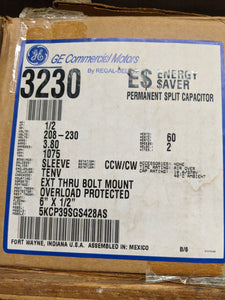 GE Commercial Motors
By REGAL-BELOIT
3230
E$ ENERGY SAVER
PERMANENT SPLIT CAPACITOR
1/2
208-230
60
3.80
2
1075
SLEEVE
CCW/CW
TENV
EXT THRU BOLT MOUNT
OVERLOAD PROTECTED
6" X 1/2"
5KCP39SGS428AS
FORT WAYNE, INDIANA U.S.A. ASSEMBLED IN: MEXICO